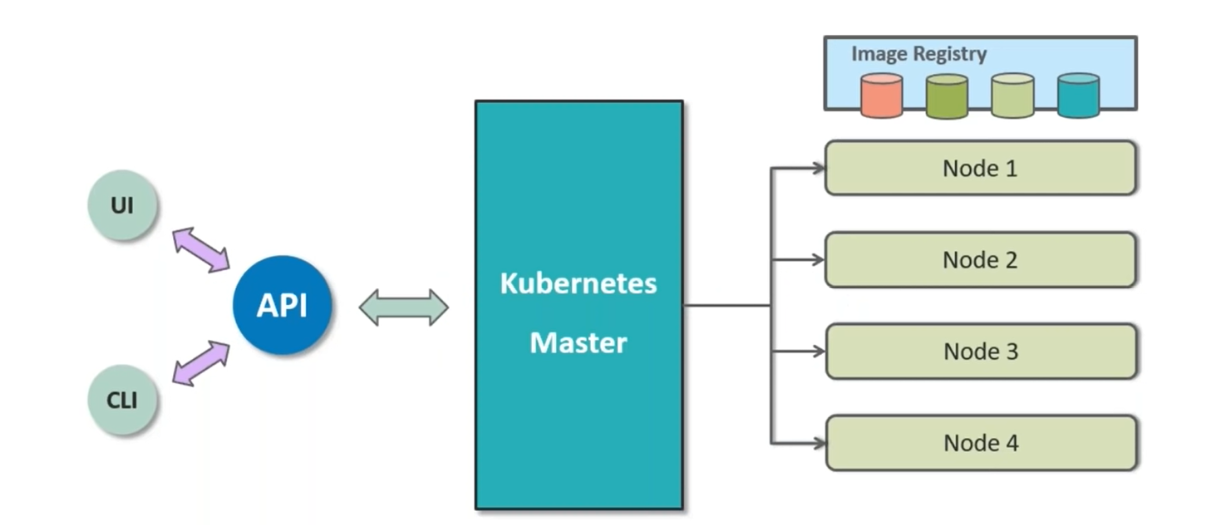 Image Registry
UI
API
CLI
Kubernetes
Master
Node 1
Node 2
Node 3
Node 4